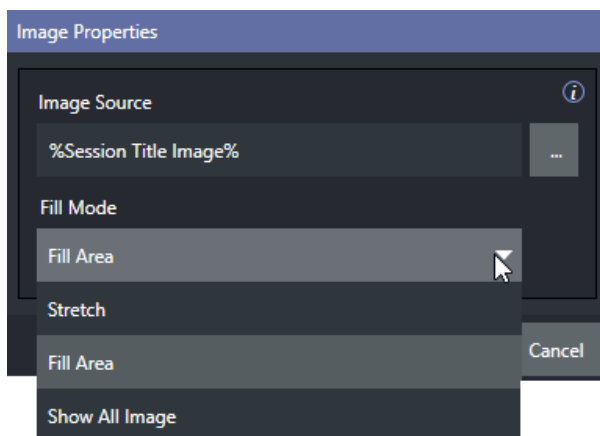 Image Properties
Image Source
%Session Title Image%
...
Fill Mode
Fill Area
Stretch
Fill Area
Cancel
Show All Image